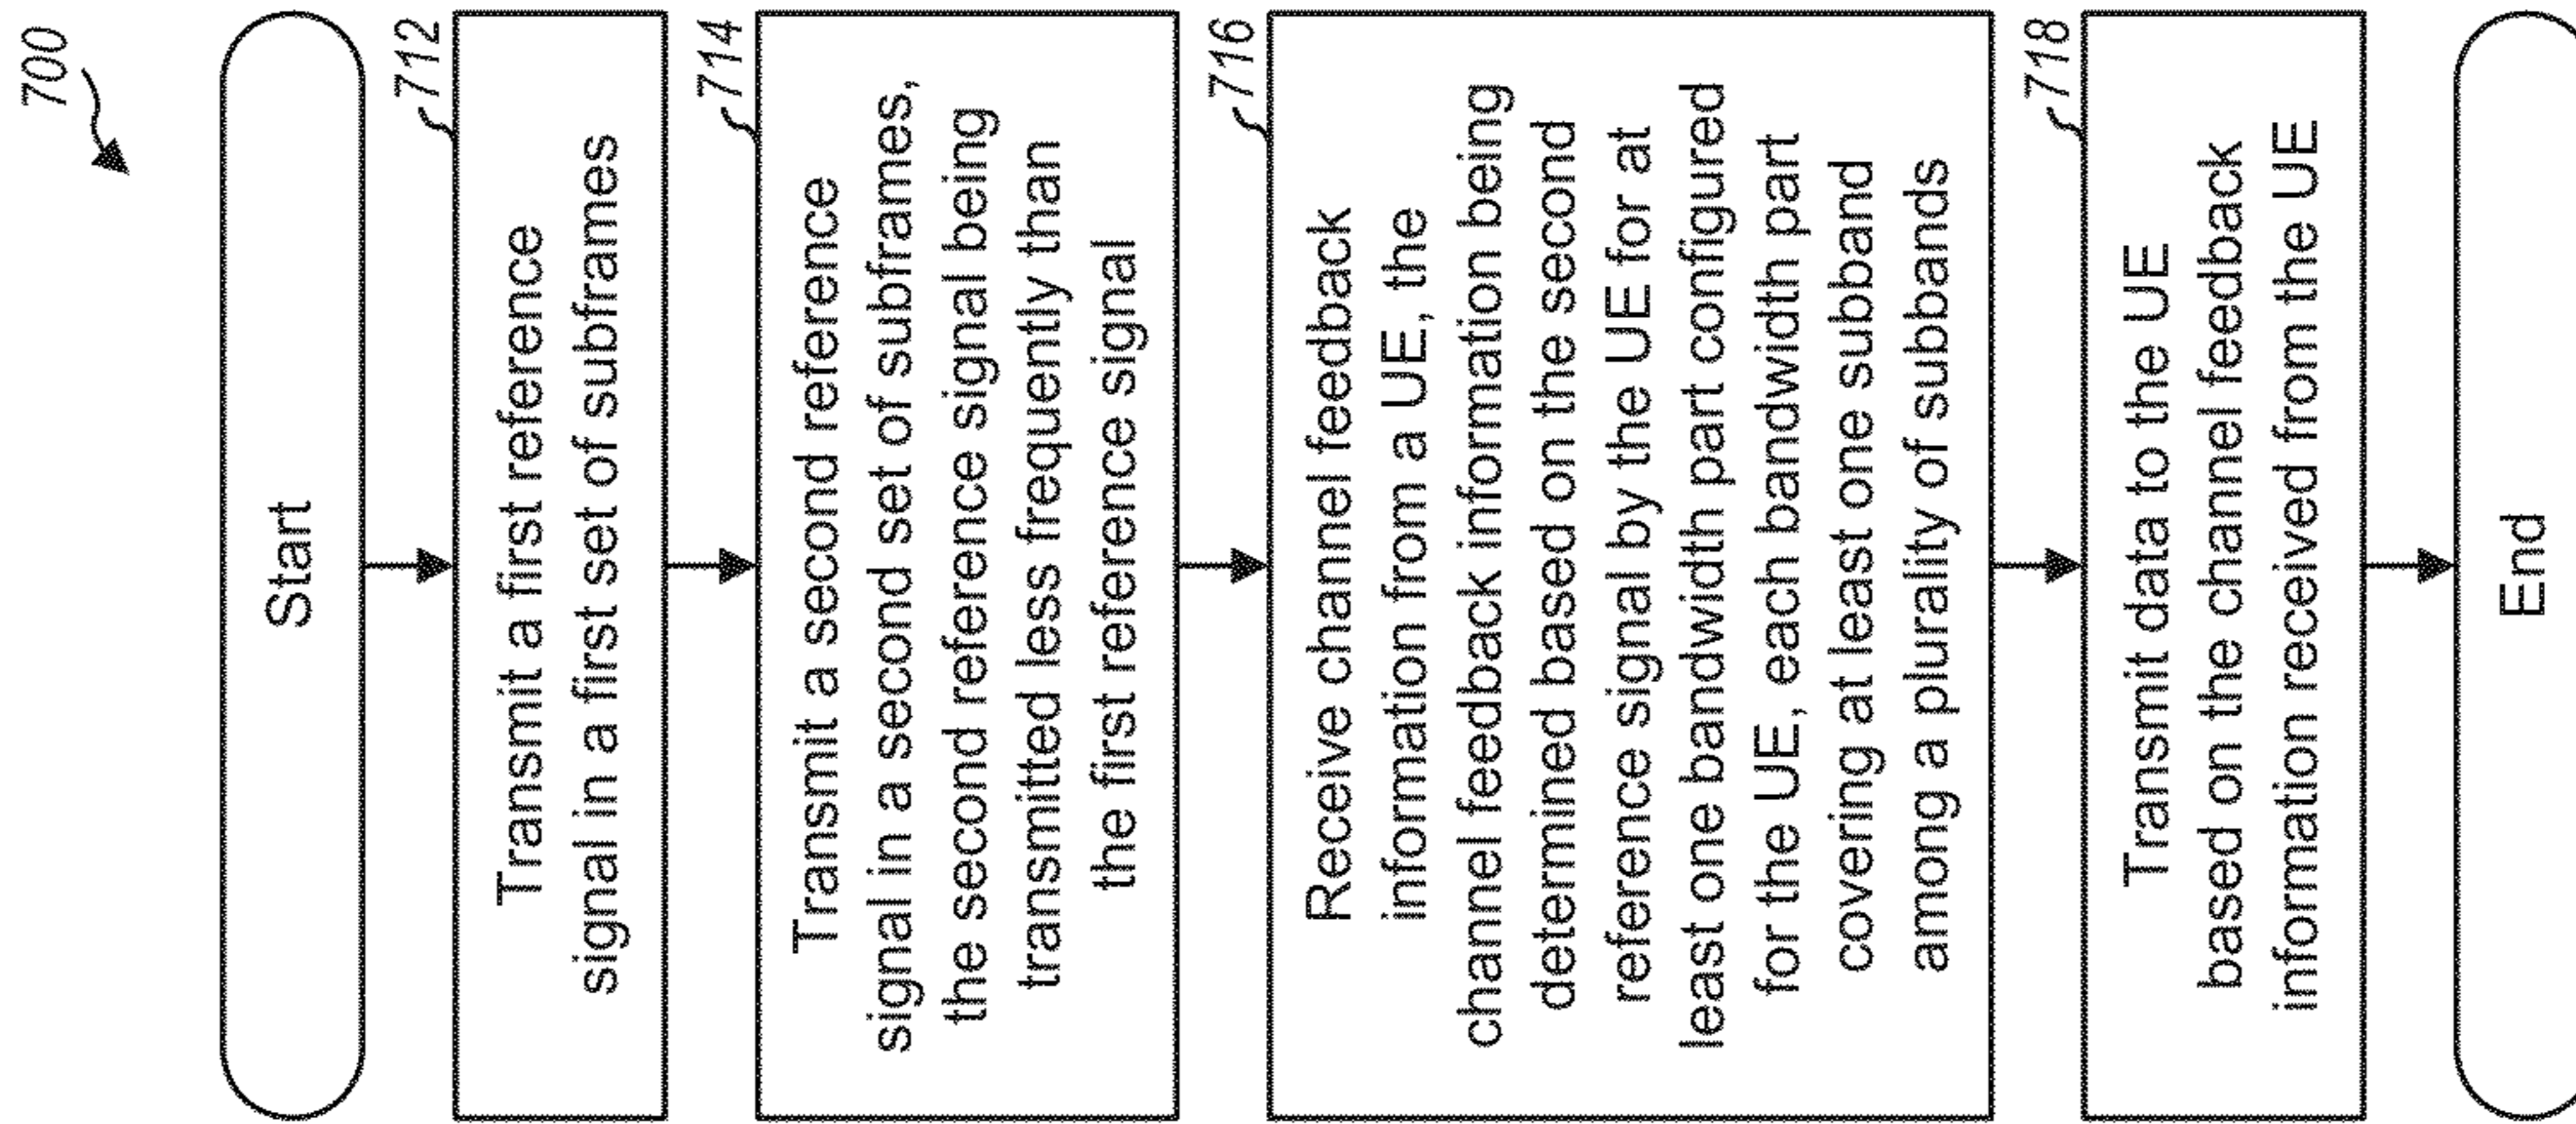 700
Start
712
Transmit a first reference
signal in a first set of subframes
714
Transmit a second reference
signal in a second set of subframes,
the second reference signal being
transmitted less frequently than
the first reference signal
716
Receive channel feedback
information from a UE, the
channel feedback information being
determined based on the second
reference signal by the UE for at
least one bandwidth part configured
for the UE, each bandwidth part
covering at least one subband
among a plurality of subbands
718
Transmit data to the UE
based on the channel feedback
information received from the UE
End